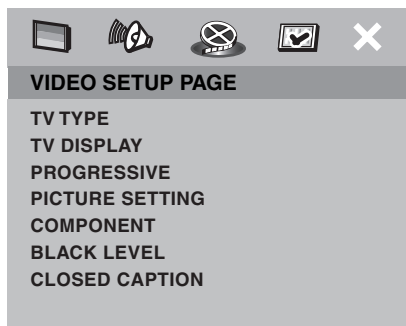 VIDEO SETUP PAGE
TV TYPE
TV DISPLAY
PROGRESSIVE
PICTURE SETTING
COMPONENT
BLACK LEVEL
CLOSED CAPTION